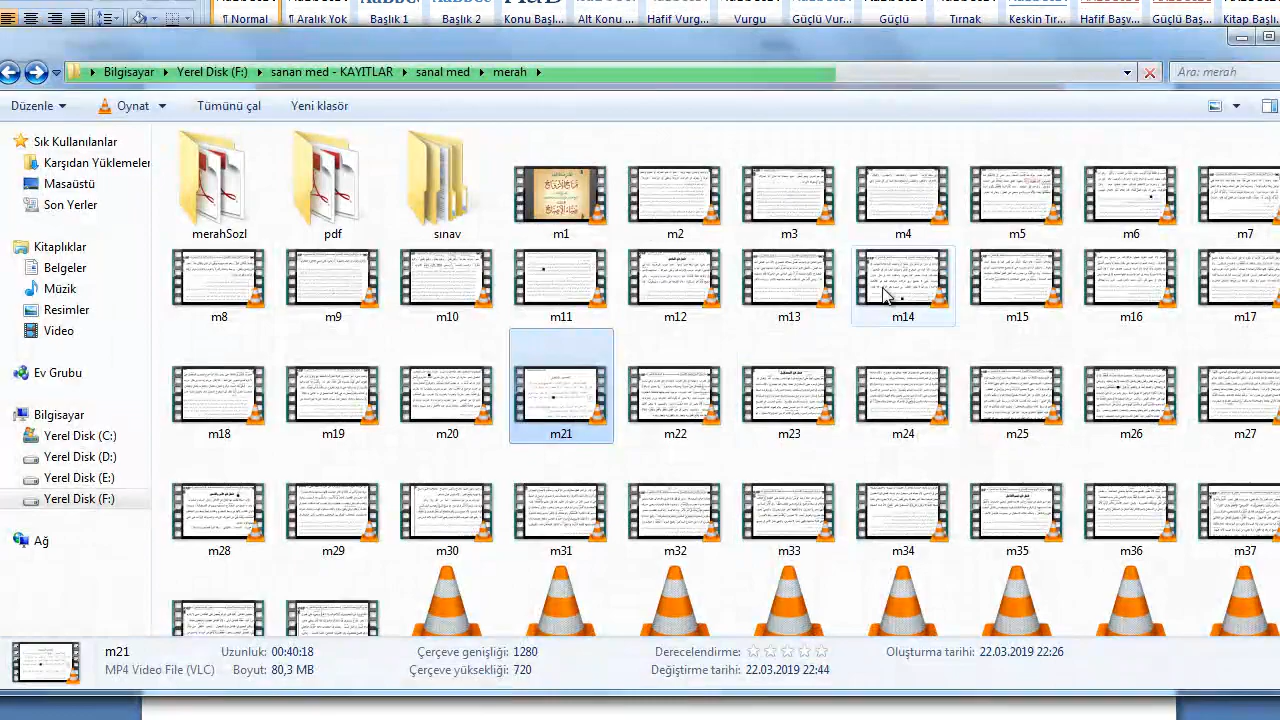 ¶ Normal ¶ Aralık Yok Başlık 1 Başlık 2 Konu Başl... Alt Konu ... Hafif Vurg... Vurgu Güçlü Vur... Güçlü Tırnak Keskin Tır... Hafif Başv... Güçlü Baş... Kitap Başl...
Bilgisayar Yerel Disk (F:) sanan med - KAYITLAR sanal med merah
Ara: merah
Düzenle Oynat Tümünü çal Yeni klasör
Sık Kullanılanlar
Karşıdan Yüklemeler
Masaüstü
Son Yerler
Kitaplıklar
Belgeler
Müzik
Resimler
Video
Ev Grubu
Bilgisayar
Yerel Disk (C:)
Yerel Disk (D:)
Yerel Disk (E:)
Yerel Disk (F:)
Ağ
merahSozl pdf sınav m1 m2 m3 m4 m5 m6 m7
m8 m9 m10 m11 m12 m13 m14 m15 m16 m17
m18 m19 m20 m21 m22 m23 m24 m25 m26 m27
m28 m29 m30 m31 m32 m33 m34 m35 m36 m37
m21 Uzunluk: 00:40:18 Çerçeve genişliği: 1280 Derecelendirme: Oluşturma tarihi: 22.03.2019 22:26
MP4 Video File (VLC) Boyut: 80,3 MB Çerçeve yüksekliği: 720 Değiştirme tarihi: 22.03.2019 22:44